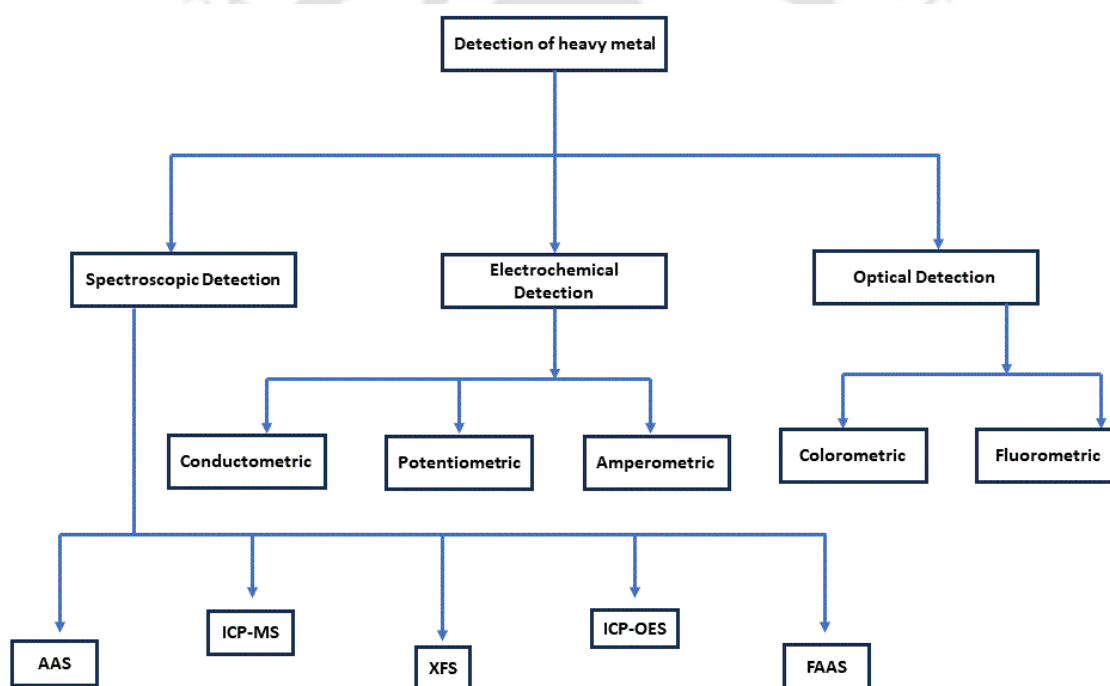 Detection of heavy metal
Spectroscopic Detection
Electrochemical
Detection
Optical Detection
Conductometric
Potentiometric
Amperometric
Colorometric
Fluorometric
AAS
ICP-MS
XFS
ICP-OES
FAAS